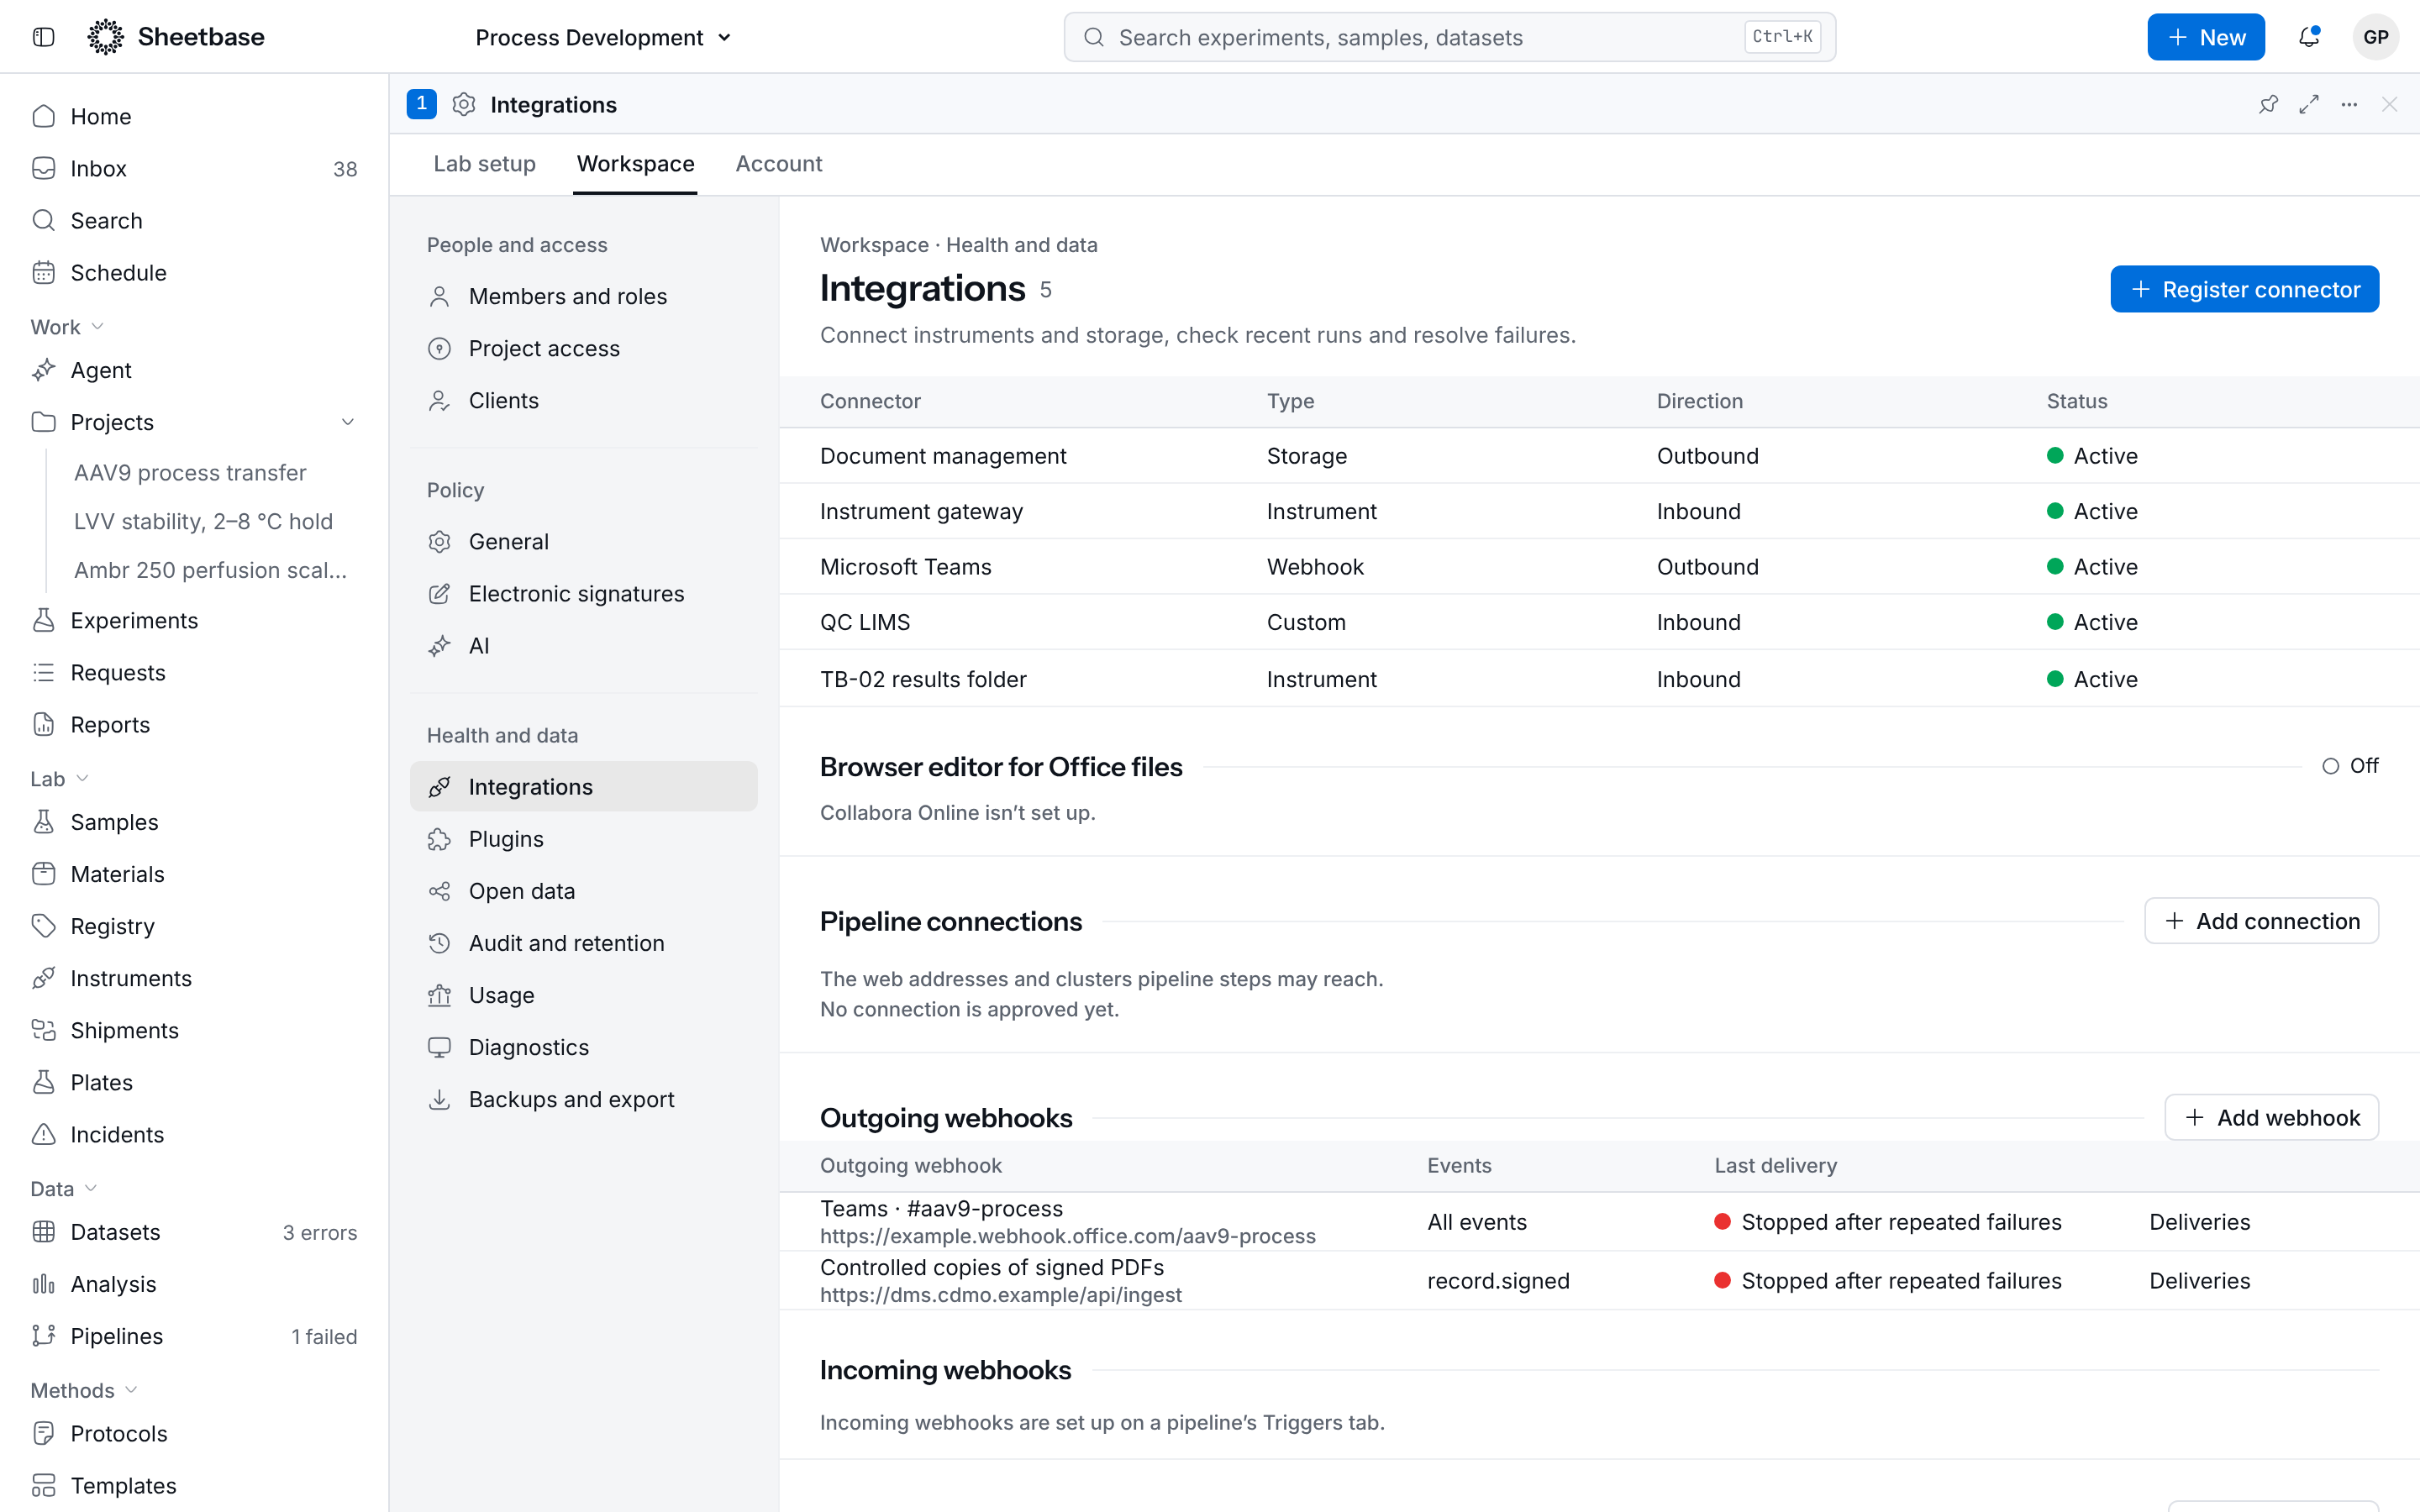 Sheetbase
Process Development
Search experiments, samples, datasets
Ctrl+K
New
GP
Home
Inbox 38
Search
Schedule
Work
Agent
Projects
AAV9 process transfer
LVV stability, 2–8 °C hold
Ambr 250 perfusion scal...
Experiments
Requests
Reports
Lab
Samples
Materials
Registry
Instruments
Shipments
Plates
Incidents
Data
Datasets 3 errors
Analysis
Pipelines 1 failed
Methods
Protocols
Templates
1 Integrations
Lab setup Workspace Account
People and access
Members and roles
Project access
Clients
Policy
General
Electronic signatures
AI
Health and data
Integrations
Plugins
Open data
Audit and retention
Usage
Diagnostics
Backups and export
Workspace · Health and data
Integrations 5
Register connector
Connect instruments and storage, check recent runs and resolve failures.
Connector Type Direction Status
Document management Storage Outbound Active
Instrument gateway Instrument Inbound Active
Microsoft Teams Webhook Outbound Active
QC LIMS Custom Inbound Active
TB-02 results folder Instrument Inbound Active
Browser editor for Office files Off
Collabora Online isn’t set up.
Pipeline connections Add connection
The web addresses and clusters pipeline steps may reach.
No connection is approved yet.
Outgoing webhooks Add webhook
Outgoing webhook Events Last delivery
Teams · #aav9-process
https://example.webhook.office.com/aav9-process
All events Stopped after repeated failures Deliveries
Controlled copies of signed PDFs
https://dms.cdmo.example/api/ingest
record.signed Stopped after repeated failures Deliveries
Incoming webhooks
Incoming webhooks are set up on a pipeline’s Triggers tab.